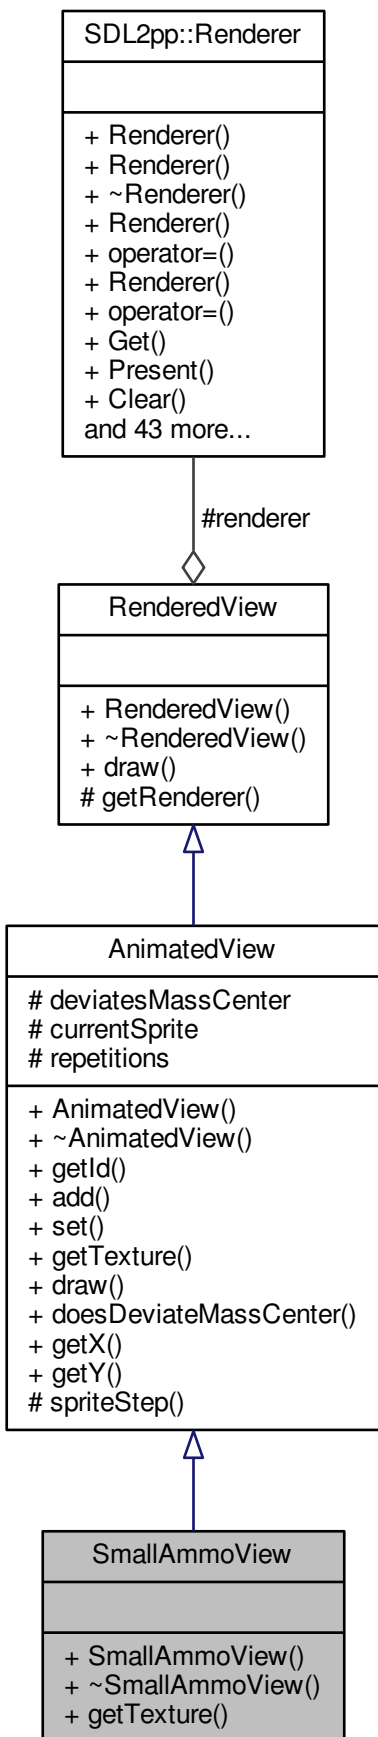 SDL2pp::Renderer
+ Renderer()
+ Renderer()
+ ~Renderer()
+ Renderer()
+ operator=()
+ Renderer()
+ operator=()
+ Get()
+ Present()
+ Clear()
and 43 more...
#renderer
RenderedView
+ RenderedView()
+ ~RenderedView()
+ draw()
# getRenderer()
AnimatedView
# deviatesMassCenter
# currentSprite
# repetitions
+ AnimatedView()
+ ~AnimatedView()
+ getId()
+ add()
+ set()
+ getTexture()
+ draw()
+ doesDeviateMassCenter()
+ getX()
+ getY()
# spriteStep()
SmallAmmoView
+ SmallAmmoView()
+ ~SmallAmmoView()
+ getTexture()